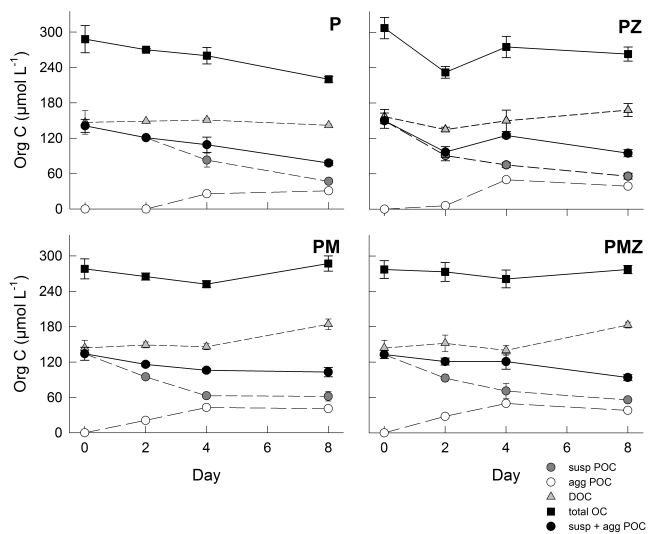 P
PZ
Org C (µmol L⁻¹)
300
240
180
120
60
0
PM
PMZ
Org C (µmol L⁻¹)
300
240
180
120
60
0
0 2 4 6 8
0 2 4 6 8
Day
Day
susp POC
agg POC
DOC
total OC
susp + agg POC